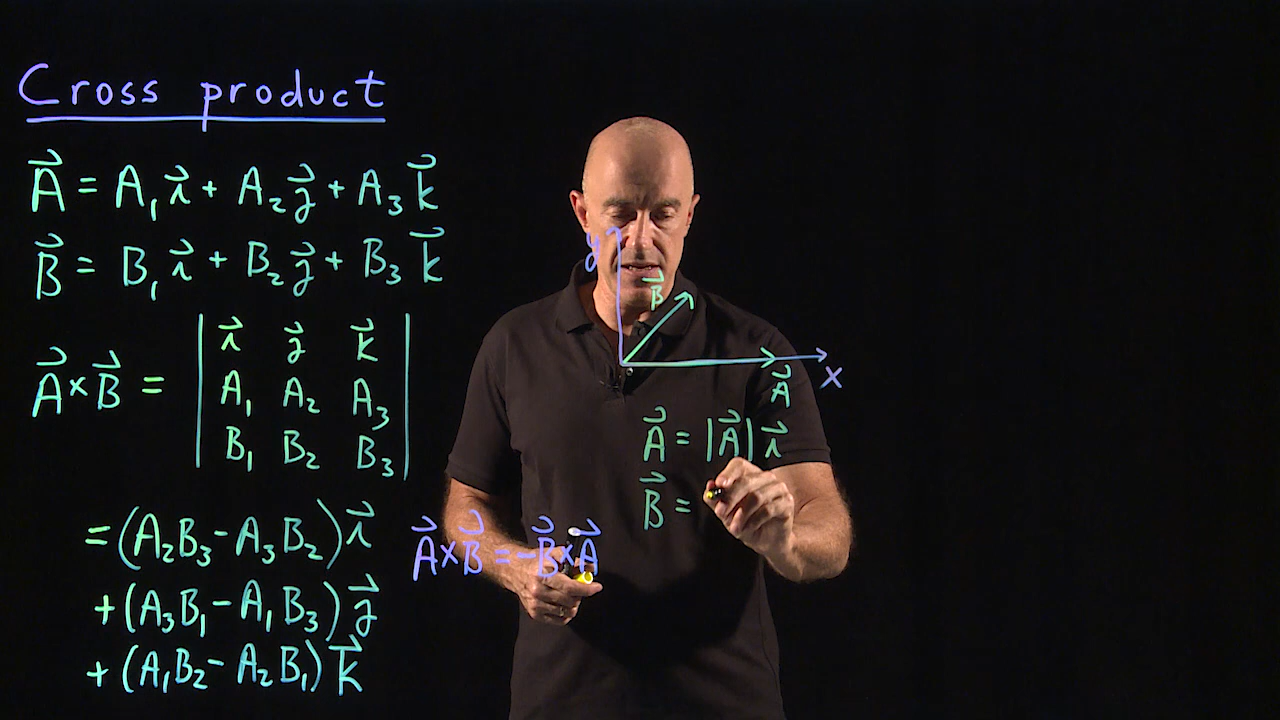 Cross product
A⃗ = A₁ i⃗ + A₂ j⃗ + A₃ k⃗
B⃗ = B₁ i⃗ + B₂ j⃗ + B₃ k⃗
A⃗ × B⃗ = | i⃗ j⃗ k⃗ |
| A₁ A₂ A₃ |
| B₁ B₂ B₃ |
= (A₂B₃ - A₃B₂) i⃗
+ (A₃B₁ - A₁B₃) j⃗
+ (A₁B₂ - A₂B₁) k⃗
A⃗ × B⃗ = -B⃗ × A⃗
y
B⃗
x
A⃗
A⃗ = |A⃗| i⃗
B⃗ =